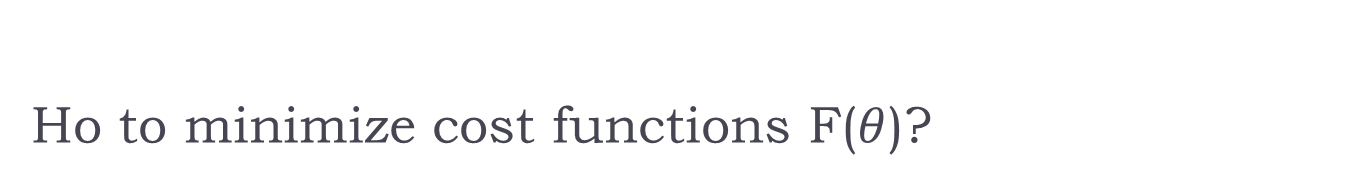 Ho to minimize cost functions F(θ)?